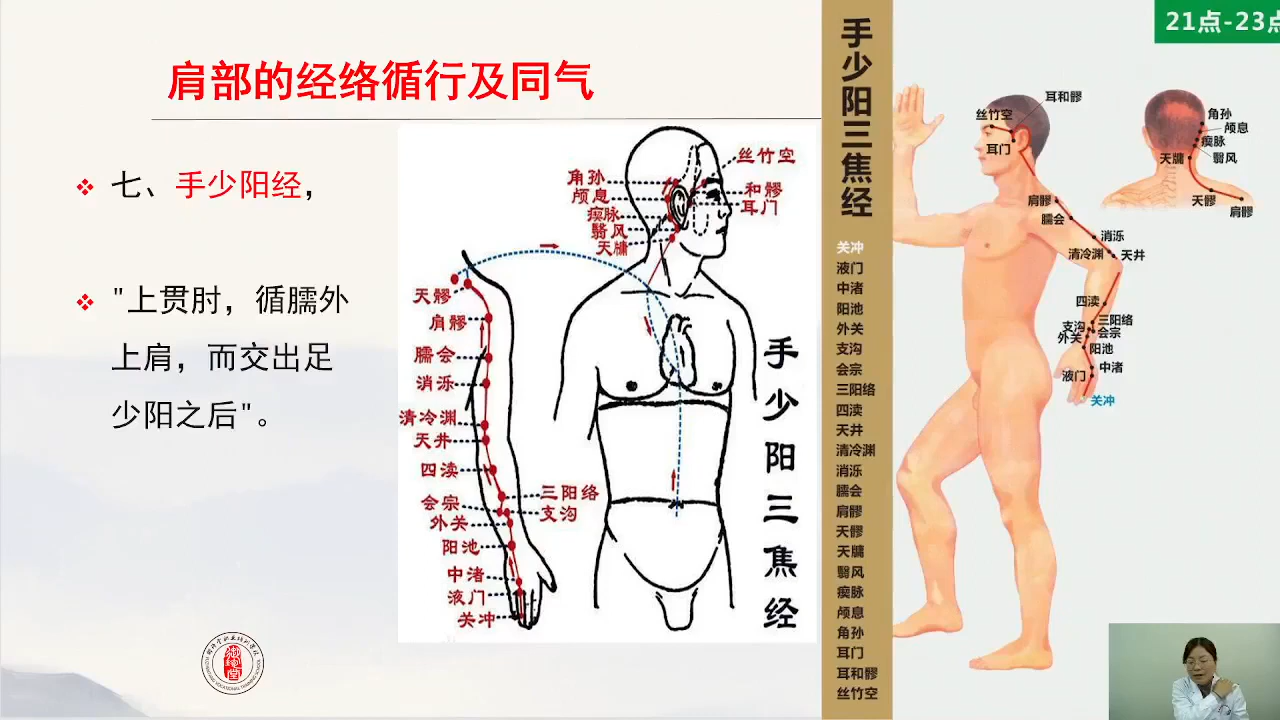 肩部的经络循行及同气
七、手少阳经，
"上贯肘，循臑外
上肩，而交出足
少阳之后"。
丝竹空
角孙
颅息
和髎
耳门
瘈脉
翳风
天牖
天髎
肩髎
臑会
消泺
清冷渊
天井
四渎
三阳络
会宗
支沟
外关
阳池
中渚
液门
关冲
手少阳三焦经
手少阳三焦经
关冲
液门
中渚
阳池
外关
支沟
会宗
三阳络
四渎
天井
清冷渊
消泺
臑会
肩髎
天髎
天牖
翳风
瘈脉
颅息
角孙
耳门
耳和髎
丝竹空
21点-23点
耳和髎
丝竹空
耳门
角孙
颅息
瘈脉
翳风
天牖
天髎
肩髎
肩髎
臑会
消泺
清冷渊
天井
四渎
三阳络
支沟
会宗
外关
阳池
中渚
液门
关冲